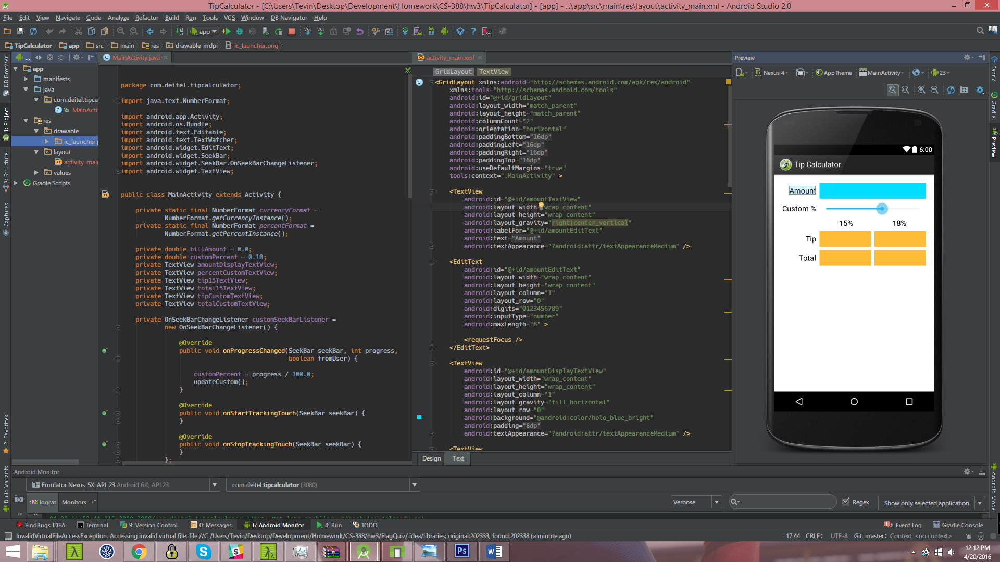 TipCalculator - [C:\Users\Tevin\Desktop\Development\Homework\CS-388\hw3\TipCalculator] - [app] - ...\app\src\main\res\layout\activity_main.xml - Android Studio 2.0
File Edit View Navigate Code Analyze Refactor Build Run Tools VCS Window DB Navigator Help
app
TipCalculator app src main res drawable-mdpi ic_launcher.png
DB Browser
1: Project
7: Structure
Captures
2: Favorites
Build Variants
...
app
manifests
java
com.deitel.tipca
MainActi
res
drawable
ic_launcher.p
layout
activity_mai
values
Gradle Scripts
MainActivity.java
package com.deitel.tipcalculator;
import java.text.NumberFormat;
import android.app.Activity;
import android.os.Bundle;
import android.text.Editable;
import android.text.TextWatcher;
import android.widget.EditText;
import android.widget.SeekBar;
import android.widget.SeekBar.OnSeekBarChangeListener;
import android.widget.TextView;
public class MainActivity extends Activity {
private static final NumberFormat currencyFormat =
NumberFormat.getCurrencyInstance();
private static final NumberFormat percentFormat =
NumberFormat.getPercentInstance();
private double billAmount = 0.0;
private double customPercent = 0.18;
private TextView amountDisplayTextView;
private TextView percentCustomTextView;
private TextView tip15TextView;
private TextView total15TextView;
private TextView tipCustomTextView;
private TextView totalCustomTextView;
private OnSeekBarChangeListener customSeekBarListener =
new OnSeekBarChangeListener() {
@Override
public void onProgressChanged(SeekBar seekBar, int progress,
boolean fromUser) {
customPercent = progress / 100.0;
updateCustom();
}
@Override
public void onStartTrackingTouch(SeekBar seekBar) {
}
@Override
public void onStopTrackingTouch(SeekBar seekBar) {
}
};
activity_main.xml
GridLayout TextView
<GridLayout xmlns:android="http://schemas.android.com/apk/res/android"
xmlns:tools="http://schemas.android.com/tools"
android:id="@+id/gridLayout"
android:layout_width="match_parent"
android:layout_height="match_parent"
android:columnCount="2"
android:orientation="horizontal"
android:paddingBottom="16dp"
android:paddingLeft="16dp"
android:paddingRight="16dp"
android:paddingTop="16dp"
android:useDefaultMargins="true"
tools:context=".MainActivity" >
<TextView
android:id="@+id/amountTextView"
android:layout_width="wrap_content"
android:layout_height="wrap_content"
android:layout_gravity="right|center_vertical"
android:labelFor="@+id/amountEditText"
android:text="Amount"
android:textAppearance="?android:attr/textAppearanceMedium" />
<EditText
android:id="@+id/amountEditText"
android:layout_width="wrap_content"
android:layout_height="wrap_content"
android:layout_column="1"
android:layout_row="0"
android:digits="0123456789"
android:inputType="number"
android:maxLength="6" >
<requestFocus />
</EditText>
<TextView
android:id="@+id/amountDisplayTextView"
android:layout_width="wrap_content"
android:layout_height="wrap_content"
android:layout_column="1"
android:layout_gravity="fill_horizontal"
android:layout_row="0"
android:background="@android:color/holo_blue_bright"
android:padding="8dp"
android:textAppearance="?android:attr/textAppearanceMedium" />
<TextView
Design Text
Preview
Nexus 4 AppTheme MainActivity 23
6:00
Tip Calculator
Amount
Custom %
15% 18%
Tip
Total
Fabric
Gradle
Preview
Android Model
Android Monitor
Emulator Nexus_5X_API_23 Android 6.0, API 23
com.deitel.tipcalculator (3080)
logcat Monitors
Verbose
Regex
Show only selected application
FindBugs-IDEA Terminal 9: Version Control 0: Messages 6: Android Monitor 4: Run TODO Event Log Gradle Console
InvalidVirtualFileAccessException: Accessing invalid virtual file: file://C:/Users/Tevin/Desktop/Development/Homework/CS-388/hw3/FlagQuiz/.idea/libraries; original:202333; found:202338 (a minute ago)
17:44 CRLF UTF-8 Git: master Context: <no context>
12:12 PM
4/20/2016